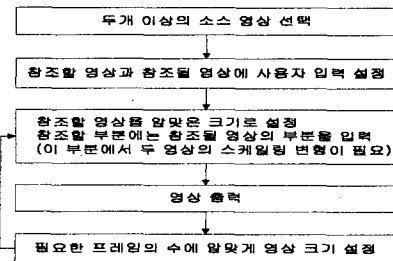 두개 이상의 소스 영상 선택
참조할 영상과 참조될 영상에 사용자 입력 설정
참조할 영상을 알맞은 크기로 설정
참조할 부분에는 참조될 영상의 부분을 입력
(이 부분에서 두 영상의 스케일링 변형이 필요)
영상 출력
필요한 프레임의 수에 알맞게 영상 크기 설정